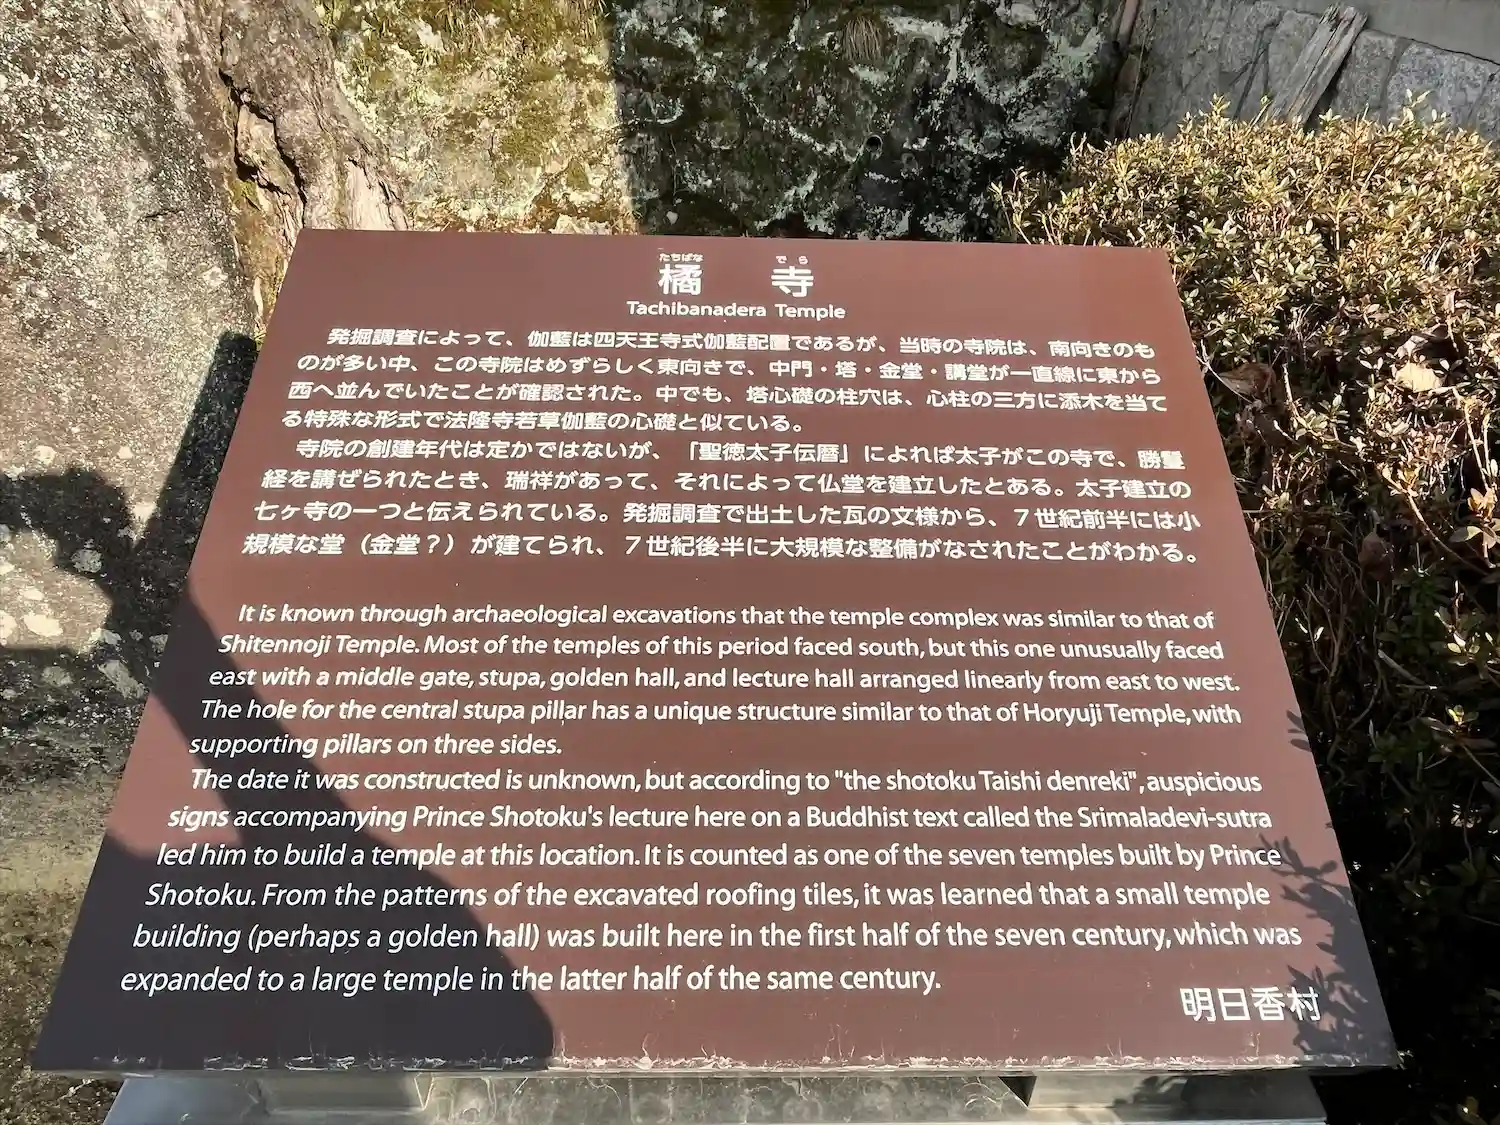 たちばな でら
橘 寺
Tachibanadera Temple
発掘調査によって、伽藍は四天王寺式伽藍配置であるが、当時の寺院は、南向きのも
のが多い中、この寺院はめずらしく東向きで、中門・塔・金堂・講堂が一直線に東から
西へ並んでいたことが確認された。中でも、塔心礎の柱穴は、心柱の三方に添木を当て
る特殊な形式で法隆寺若草伽藍の心礎と似ている。
寺院の創建年代は定かではないが、「聖徳太子伝暦」によれば太子がこの寺で、勝鬘
経を講ぜられたとき、瑞祥があって、それによって仏堂を建立したとある。太子建立の
七ヶ寺の一つと伝えられている。発掘調査で出土した瓦の文様から、７世紀前半には小
規模な堂（金堂？）が建てられ、７世紀後半に大規模な整備がなされたことがわかる。
It is known through archaeological excavations that the temple complex was similar to that of
Shitennoji Temple. Most of the temples of this period faced south, but this one unusually faced
east with a middle gate, stupa, golden hall, and lecture hall arranged linearly from east to west.
The hole for the central stupa pillar has a unique structure similar to that of Horyuji Temple, with
supporting pillars on three sides.
The date it was constructed is unknown, but according to "the shotoku Taishi denreki", auspicious
signs accompanying Prince Shotoku's lecture here on a Buddhist text called the Srimaladevi-sutra
led him to build a temple at this location. It is counted as one of the seven temples built by Prince
Shotoku. From the patterns of the excavated roofing tiles, it was learned that a small temple
building (perhaps a golden hall) was built here in the first half of the seven century, which was
expanded to a large temple in the latter half of the same century.
明日香村